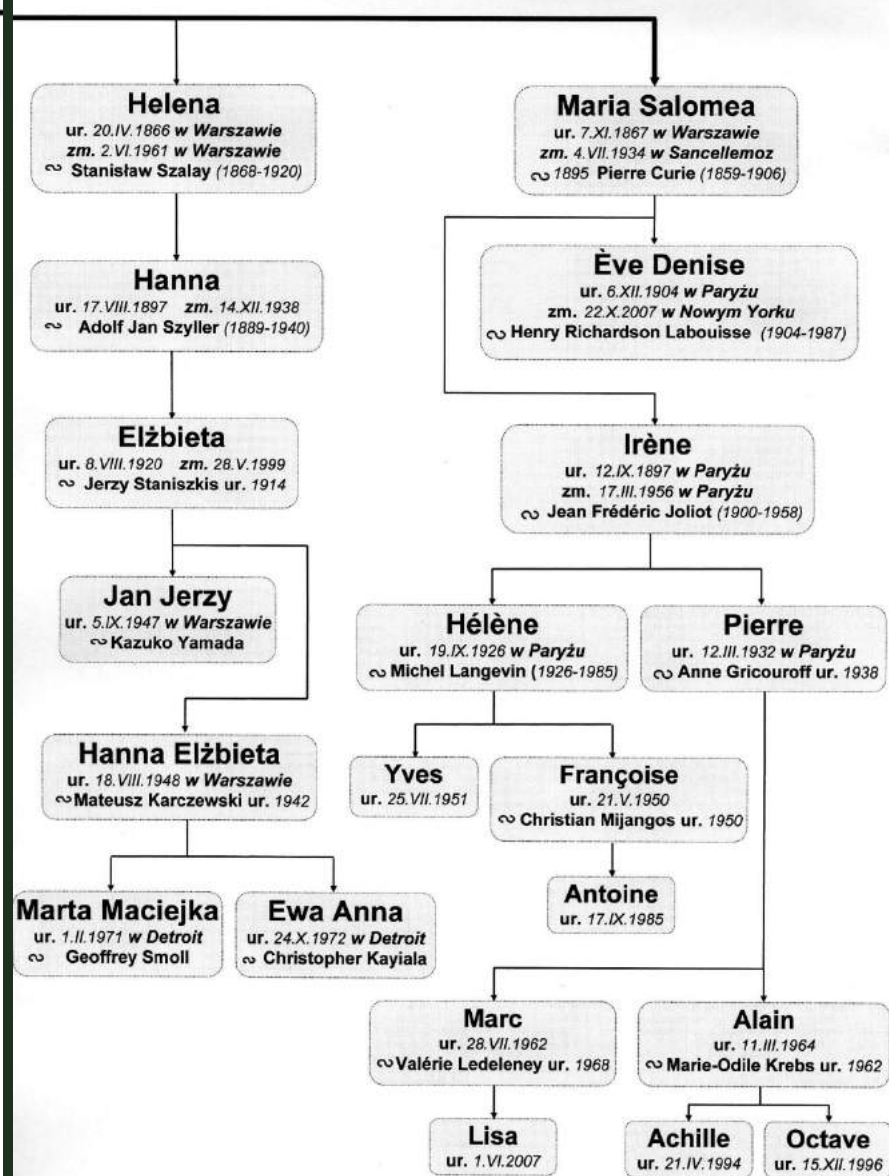 Helena
ur. 20.IV.1866 w Warszawie
zm. 2.VI.1961 w Warszawie
∾ Stanisław Szalay (1868-1920)
Maria Salomea
ur. 7.XI.1867 w Warszawie
zm. 4.VII.1934 w Sancellemoz
∾ 1895 Pierre Curie (1859-1906)
Hanna
ur. 17.VIII.1897 zm. 14.XII.1938
∾ Adolf Jan Szyller (1889-1940)
Ève Denise
ur. 6.XII.1904 w Paryżu
zm. 22.X.2007 w Nowym Yorku
∾ Henry Richardson Labouisse (1904-1987)
Elżbieta
ur. 8.VIII.1920 zm. 28.V.1999
∾ Jerzy Staniszkis ur. 1914
Irène
ur. 12.IX.1897 w Paryżu
zm. 17.III.1956 w Paryżu
∾ Jean Frédéric Joliot (1900-1958)
Jan Jerzy
ur. 5.IX.1947 w Warszawie
∾ Kazuko Yamada
Hélène
ur. 19.IX.1926 w Paryżu
∾ Michel Langevin (1926-1985)
Pierre
ur. 12.III.1932 w Paryżu
∾ Anne Gricouroff ur. 1938
Hanna Elżbieta
ur. 18.VIII.1948 w Warszawie
∾ Mateusz Karczewski ur. 1942
Yves
ur. 25.VII.1951
Françoise
ur. 21.V.1950
∾ Christian Mijangos ur. 1950
Antoine
ur. 17.IX.1985
Marta Maciejka
ur. 1.II.1971 w Detroit
∾ Geoffrey Smoll
Ewa Anna
ur. 24.X.1972 w Detroit
∾ Christopher Kayiala
Marc
ur. 28.VII.1962
∾ Valérie Ledeleney ur. 1968
Alain
ur. 11.III.1964
∾ Marie-Odile Krebs ur. 1962
Lisa
ur. 1.VI.2007
Achille
ur. 21.IV.1994
Octave
ur. 15.XII.1996